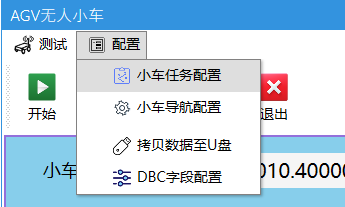 AGV无人小车
测试 配置
小车任务配置
小车导航配置
拷贝数据至U盘
DBC字段配置
开始 退出
小车 010.40000